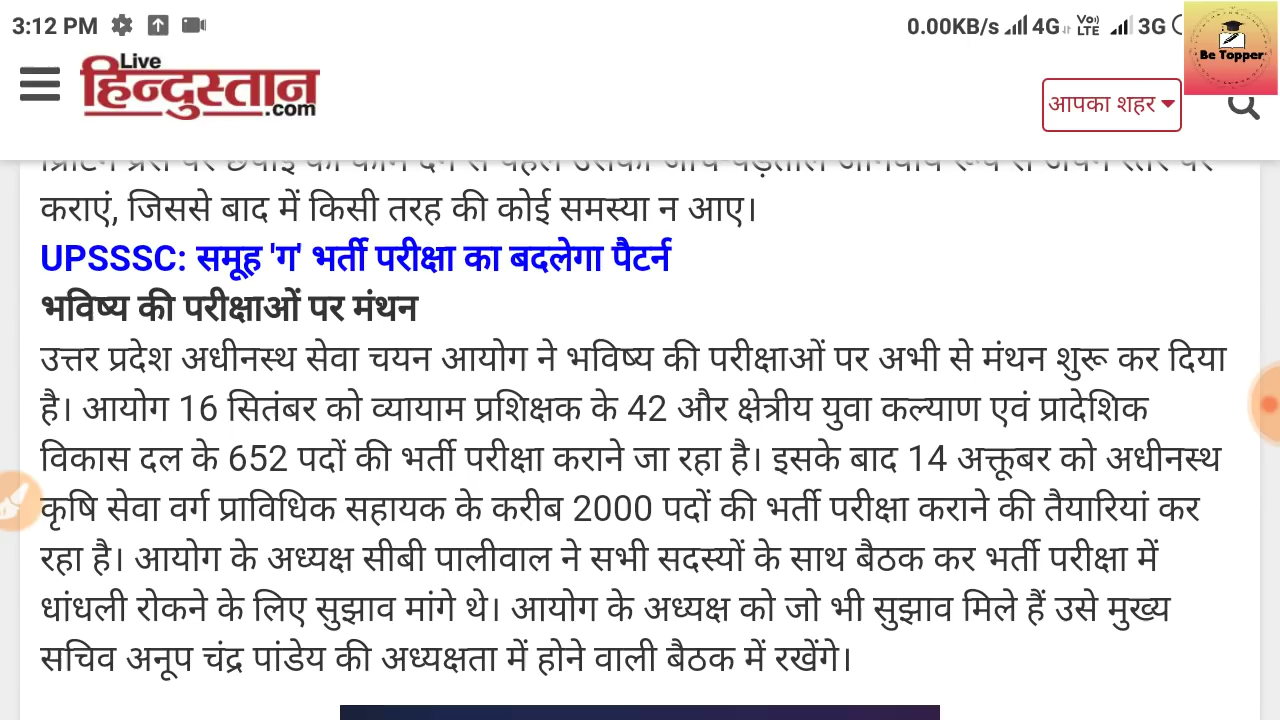 3:12 PM 0.00KB/s 4G Vo) LTE 3G
Be Topper
Live
हिन्दुस्तान
.com
आपका शहर
कराएं, जिससे बाद में किसी तरह की कोई समस्या न आए।
UPSSSC: समूह 'ग' भर्ती परीक्षा का बदलेगा पैटर्न
भविष्य की परीक्षाओं पर मंथन
उत्तर प्रदेश अधीनस्थ सेवा चयन आयोग ने भविष्य की परीक्षाओं पर अभी से मंथन शुरू कर दिया
है। आयोग 16 सितंबर को व्यायाम प्रशिक्षक के 42 और क्षेत्रीय युवा कल्याण एवं प्रादेशिक
विकास दल के 652 पदों की भर्ती परीक्षा कराने जा रहा है। इसके बाद 14 अक्तूबर को अधीनस्थ
कृषि सेवा वर्ग प्राविधिक सहायक के करीब 2000 पदों की भर्ती परीक्षा कराने की तैयारियां कर
रहा है। आयोग के अध्यक्ष सीबी पालीवाल ने सभी सदस्यों के साथ बैठक कर भर्ती परीक्षा में
धांधली रोकने के लिए सुझाव मांगे थे। आयोग के अध्यक्ष को जो भी सुझाव मिले हैं उसे मुख्य
सचिव अनूप चंद्र पांडेय की अध्यक्षता में होने वाली बैठक में रखेंगे।